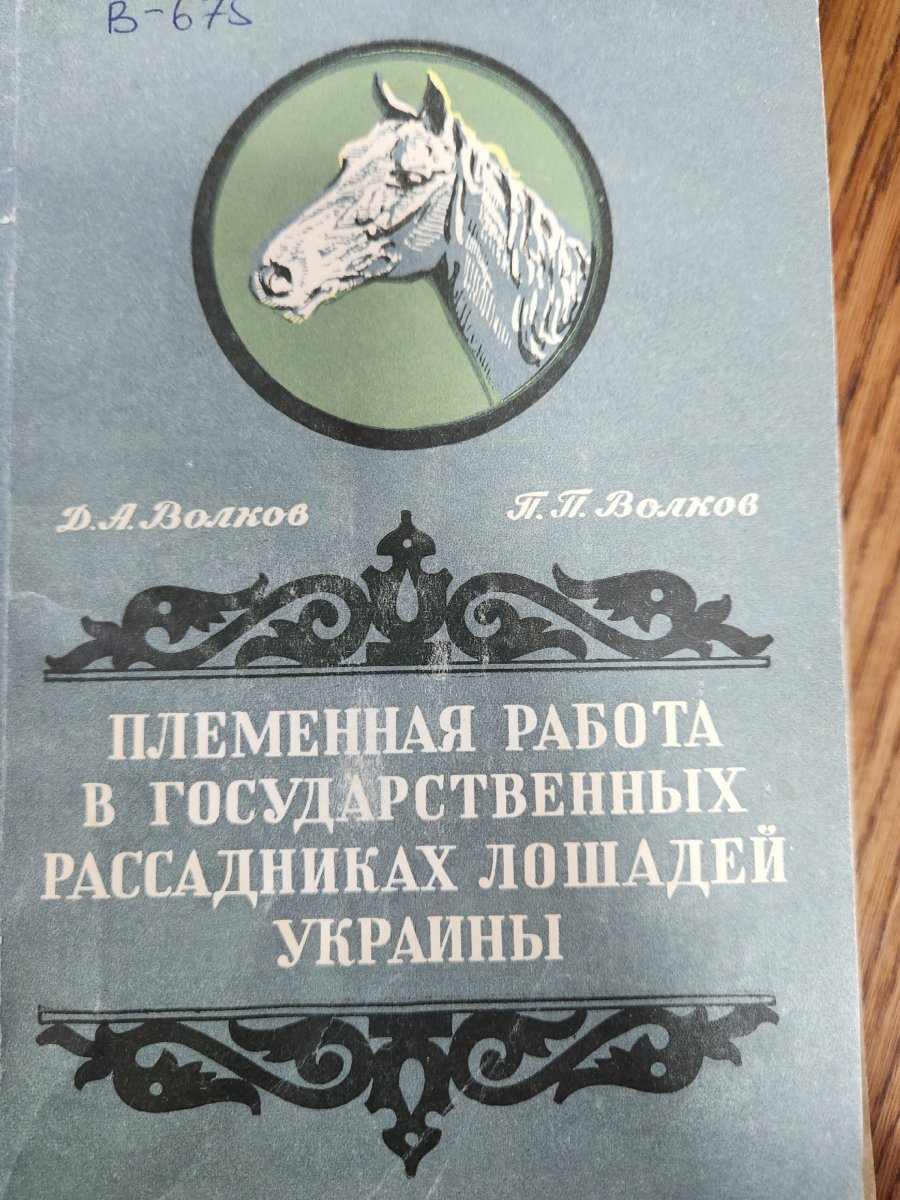 В-675
Д.А.Волков
П.П.Волков
ПЛЕМЕННАЯ РАБОТА
В ГОСУДАРСТВЕННЫХ
РАССАДНИКАХ ЛОШАДЕЙ
УКРАИНЫ